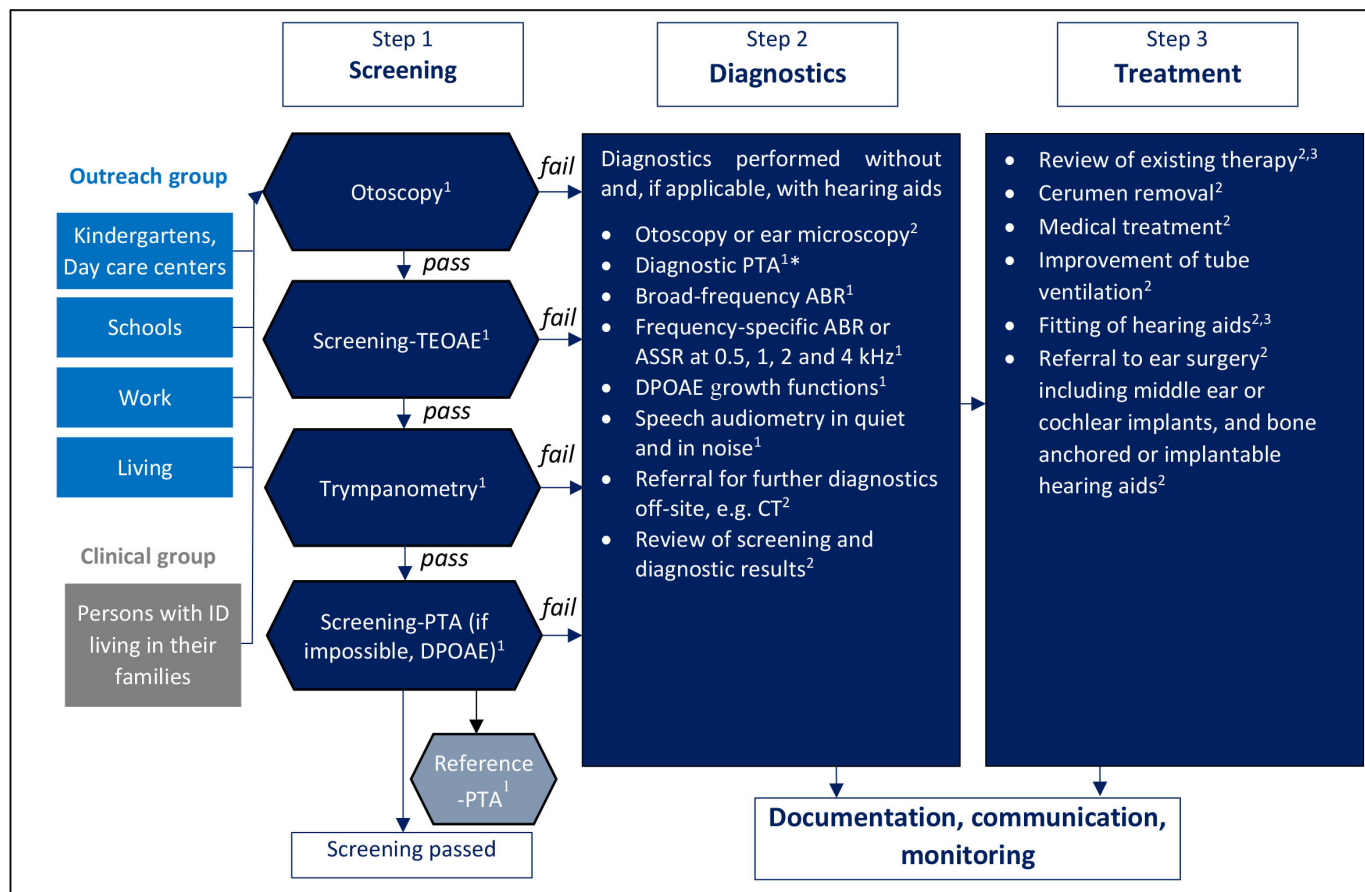 Step 1
Screening
Step 2
Diagnostics
Step 3
Treatment
Outreach group
Kindergartens,
Day care centers
Schools
Work
Living
Clinical group
Persons with ID
living in their
families
Otoscopy¹
fail
pass
Screening-TEOAE¹
fail
pass
Trympanometry¹
fail
pass
Screening-PTA (if
impossible, DPOAE)¹
fail
Reference
-PTA¹
Screening passed
Diagnostics performed without
and, if applicable, with hearing aids
• Otoscopy or ear microscopy²
• Diagnostic PTA¹*
• Broad-frequency ABR¹
• Frequency-specific ABR or
ASSR at 0.5, 1, 2 and 4 kHz¹
• DPOAE growth functions¹
• Speech audiometry in quiet
and in noise¹
• Referral for further diagnostics
off-site, e.g. CT²
• Review of screening and
diagnostic results²
• Review of existing therapy²,³
• Cerumen removal²
• Medical treatment²
• Improvement of tube
ventilation²
• Fitting of hearing aids²,³
• Referral to ear surgery²
including middle ear or
cochlear implants, and bone
anchored or implantable
hearing aids²
Documentation, communication,
monitoring